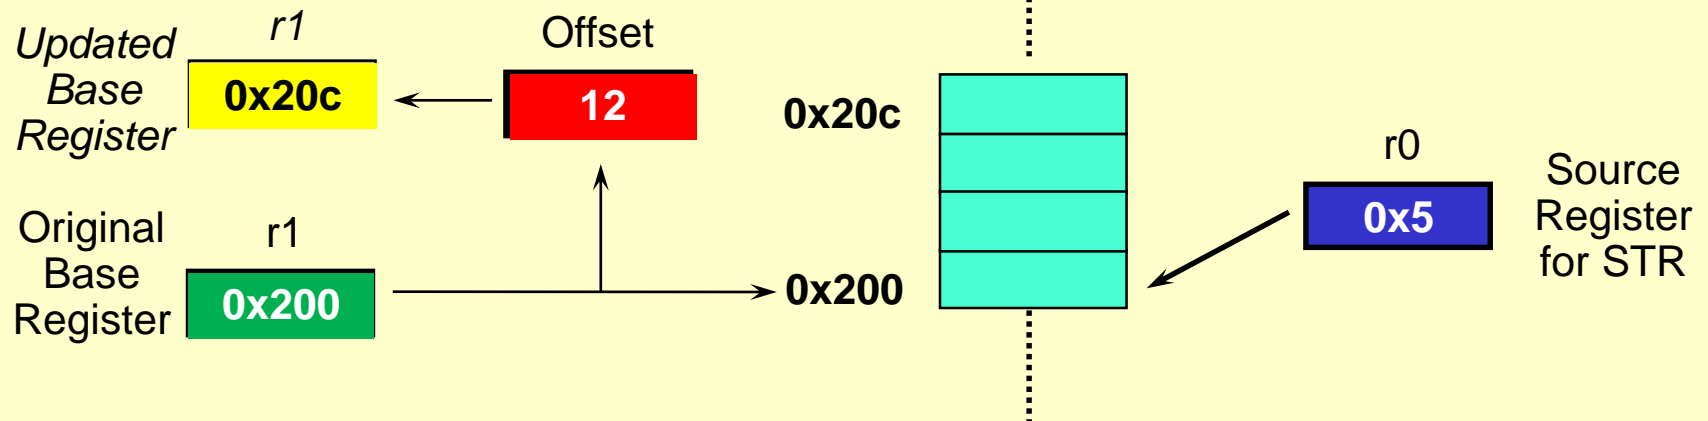 Updated
Base
Register
r1
0x20c
Offset
12
0x20c
Original
Base
Register
r1
0x200
0x200
r0
0x5
Source
Register
for STR